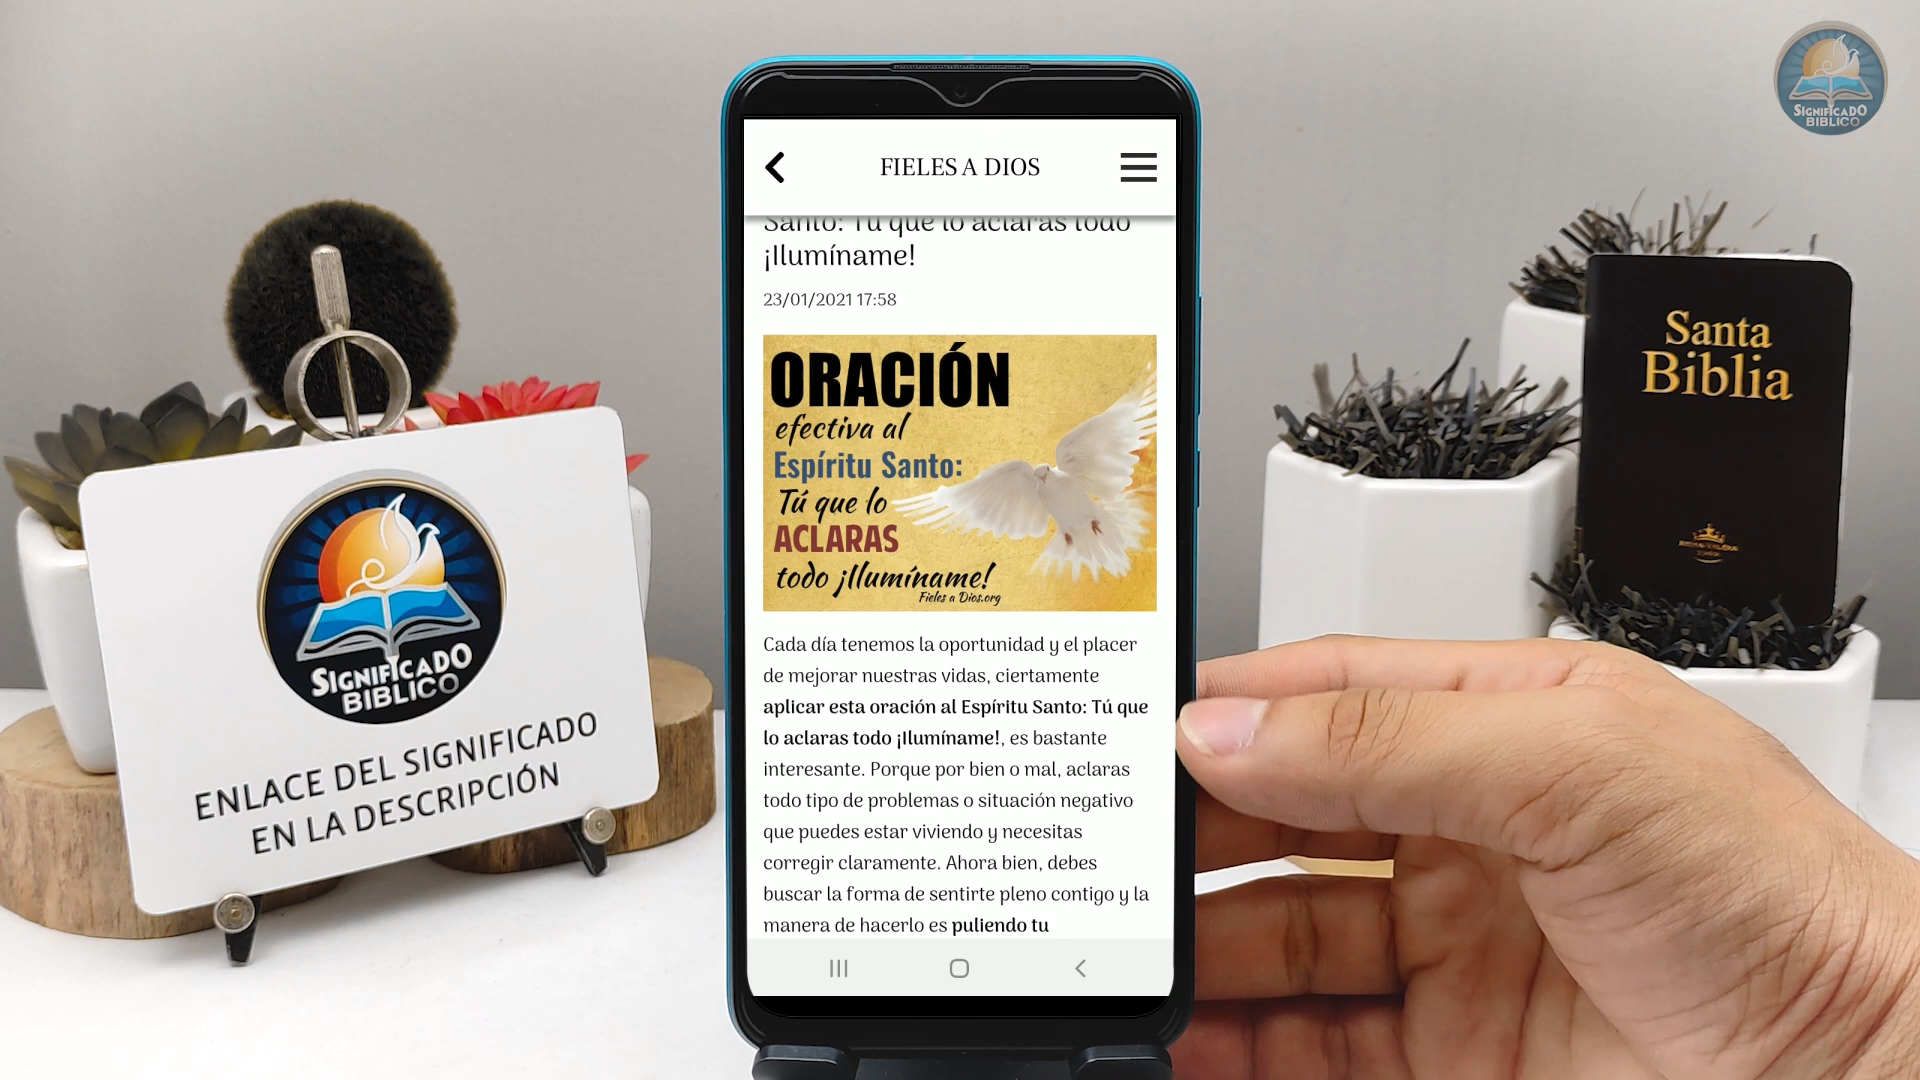 SIGNIFICADO
BIBLICO
FIELES A DIOS
Santo: Tú que lo aclaras todo
¡Ilumíname!
23/01/2021 17:58
ORACIÓN
efectiva al
Espíritu Santo:
Tú que lo
ACLARAS
todo ¡Ilumíname!
Fieles a Dios.org
Cada día tenemos la oportunidad y el placer
de mejorar nuestras vidas, ciertamente
aplicar esta oración al Espíritu Santo: Tú que
lo aclaras todo ¡Ilumíname!, es bastante
interesante. Porque por bien o mal, aclaras
todo tipo de problemas o situación negativo
que puedes estar viviendo y necesitas
corregir claramente. Ahora bien, debes
buscar la forma de sentirte pleno contigo y la
manera de hacerlo es puliendo tu
SIGNIFICADO
BIBLICO
ENLACE DEL SIGNIFICADO
EN LA DESCRIPCIÓN
Santa
Biblia